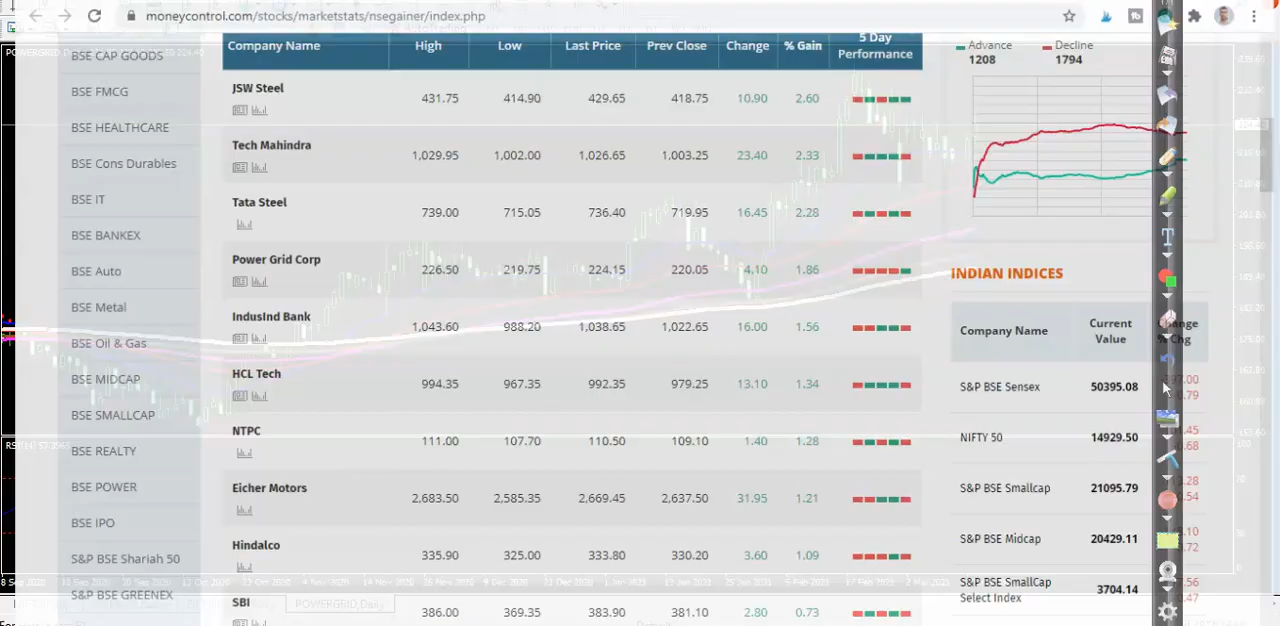 moneycontrol.com/stocks/marketstats/nsegainer/index.php
BSE CAP GOODS
BSE FMCG
BSE HEALTHCARE
BSE Cons Durables
BSE IT
BSE BANKEX
BSE Auto
BSE Metal
BSE Oil & Gas
BSE MIDCAP
BSE SMALLCAP
BSE REALTY
BSE POWER
BSE IPO
S&P BSE Shariah 50
S&P BSE GREENEX
Company Name High Low Last Price Prev Close Change % Gain 5 Day Performance
JSW Steel 431.75 414.90 429.65 418.75 10.90 2.60
Tech Mahindra 1,029.95 1,002.00 1,026.65 1,003.25 23.40 2.33
Tata Steel 739.00 715.05 736.40 719.95 16.45 2.28
Power Grid Corp 226.50 219.75 224.15 220.05 4.10 1.86
IndusInd Bank 1,043.60 988.20 1,038.65 1,022.65 16.00 1.56
HCL Tech 994.35 967.35 992.35 979.25 13.10 1.34
NTPC 111.00 107.70 110.50 109.10 1.40 1.28
Eicher Motors 2,683.50 2,585.35 2,669.45 2,637.50 31.95 1.21
Hindalco 335.90 325.00 333.80 330.20 3.60 1.09
SBI 386.00 369.35 383.90 381.10 2.80 0.73
Advance Decline
1208 1794
INDIAN INDICES
Company Name Current Value Change % Chg
S&P BSE Sensex 50395.08
NIFTY 50 14929.50
S&P BSE Smallcap 21095.79
S&P BSE Midcap 20429.11
S&P BSE SmallCap Select Index 3704.14
POWERGRID,Daily